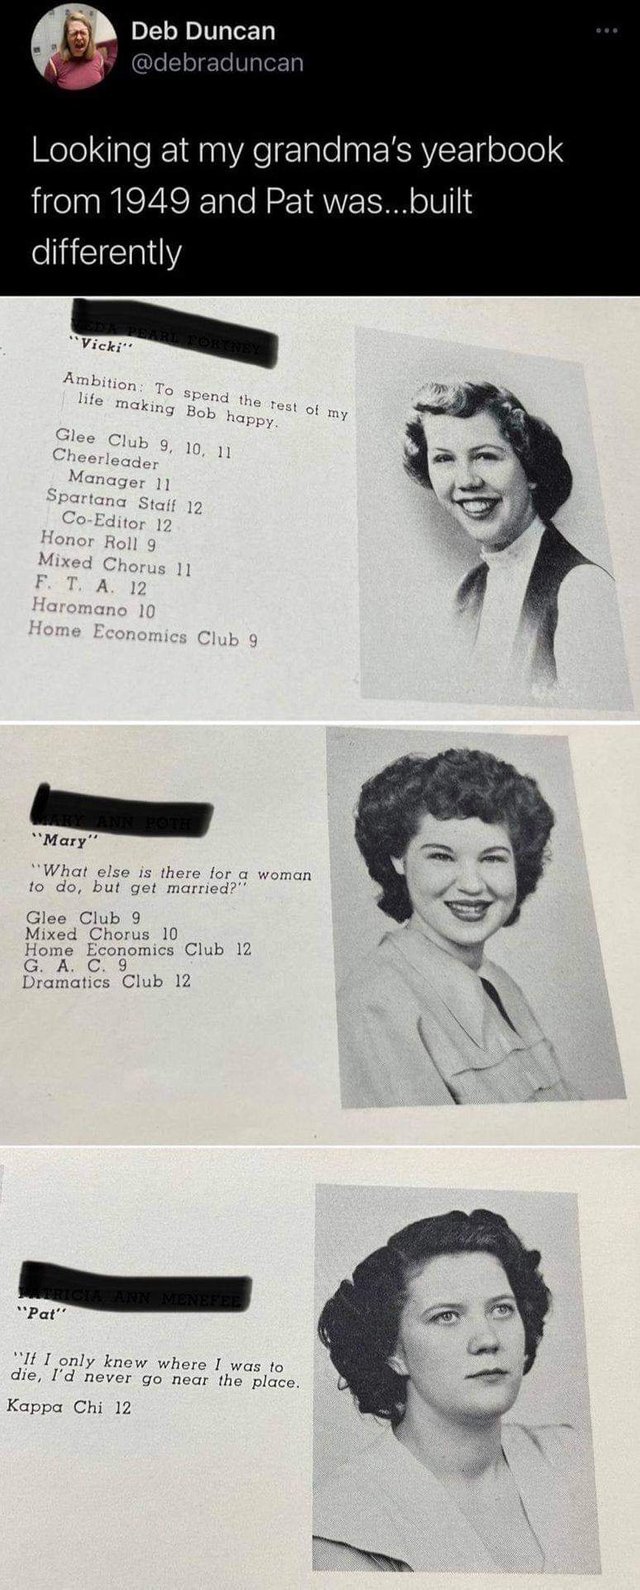 Deb Duncan
@debraduncan
Looking at my grandma's yearbook
from 1949 and Pat was...built
differently
"Vicki"
Ambition: To spend the rest of my
life making Bob happy.
Glee Club 9, 10, 11
Cheerleader
Manager 11
Spartana Staff 12
Co-Editor 12
Honor Roll 9
Mixed Chorus 11
F. T. A. 12
Haromano 10
Home Economics Club 9
"Mary"
"What else is there for a woman
to do, but get married?"
Glee Club 9
Mixed Chorus 10
Home Economics Club 12
G. A. C. 9
Dramatics Club 12
"Pat"
"If I only knew where I was to
die, I'd never go near the place.
Kappa Chi 12